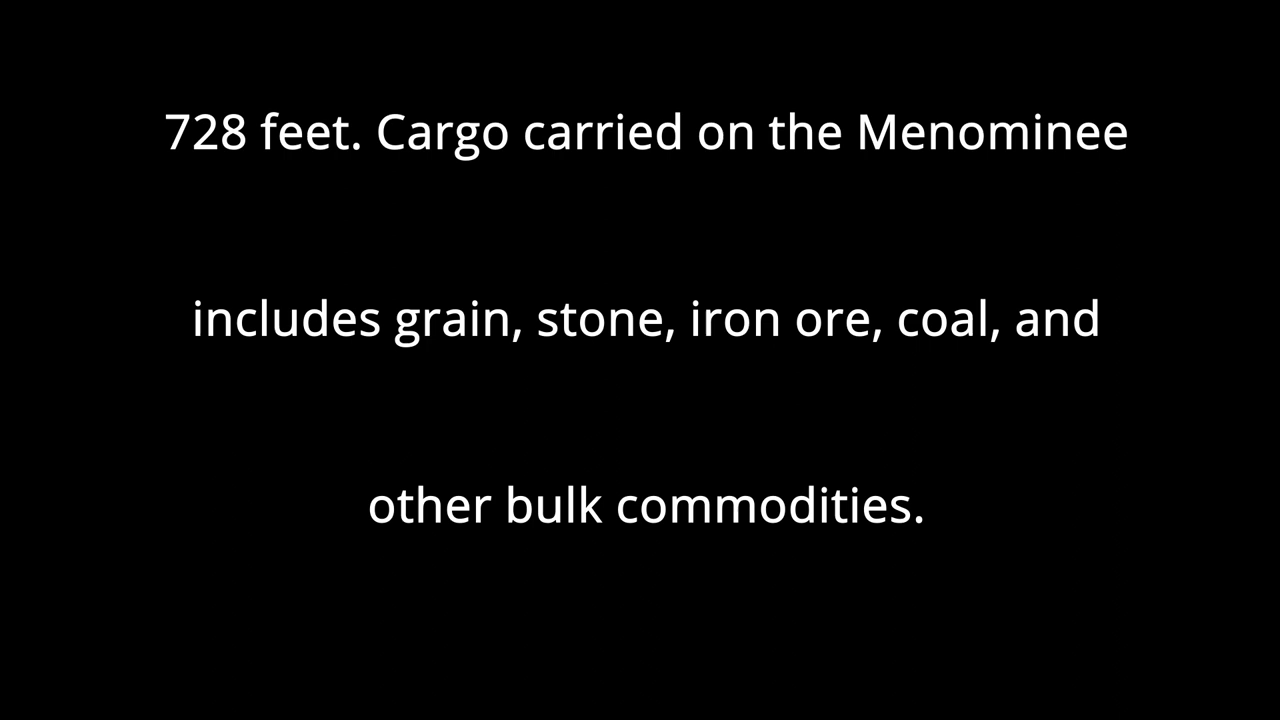 728 feet. Cargo carried on the Menominee
includes grain, stone, iron ore, coal, and
other bulk commodities.